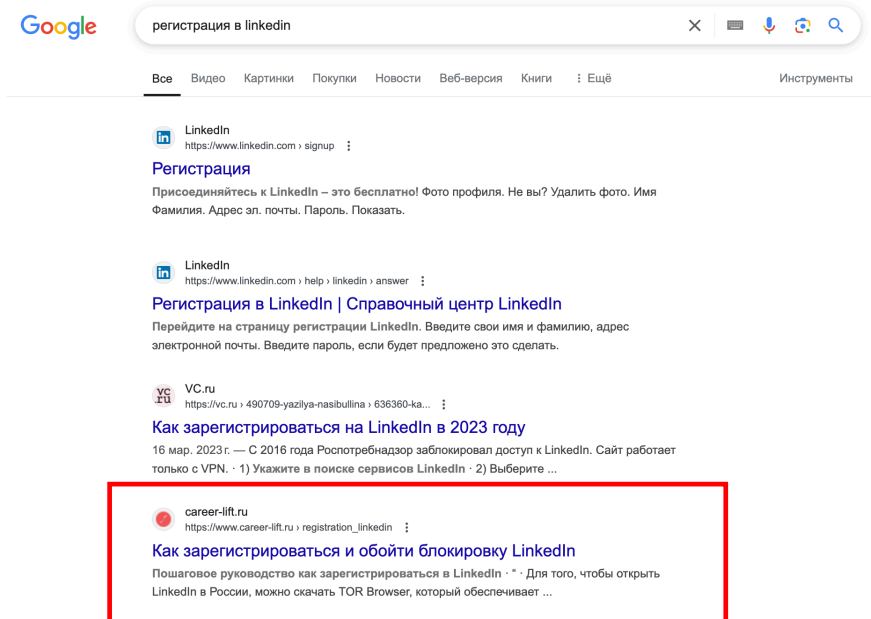 Google
регистрация в linkedin
Все Видео Картинки Покупки Новости Веб-версия Книги Ещё Инструменты
LinkedIn
https://www.linkedin.com › signup
Регистрация
Присоединяйтесь к LinkedIn – это бесплатно! Фото профиля. Не вы? Удалить фото. Имя
Фамилия. Адрес эл. почты. Пароль. Показать.
LinkedIn
https://www.linkedin.com › help › linkedin › answer
Регистрация в LinkedIn | Справочный центр LinkedIn
Перейдите на страницу регистрации LinkedIn. Введите свои имя и фамилию, адрес
электронной почты. Введите пароль, если будет предложено это сделать.
VC.ru
https://vc.ru › 490709-yazilya-nasibullina › 636360-ka...
Как зарегистрироваться на LinkedIn в 2023 году
16 мар. 2023 г. — С 2016 года Роспотребнадзор заблокировал доступ к LinkedIn. Сайт работает
только с VPN. · 1) Укажите в поиске сервисов LinkedIn · 2) Выберите ...
career-lift.ru
https://www.career-lift.ru › registration_linkedin
Как зарегистрироваться и обойти блокировку LinkedIn
Пошаговое руководство как зарегистрироваться в LinkedIn · “ · Для того, чтобы открыть
LinkedIn в России, можно скачать TOR Browser, который обеспечивает ...